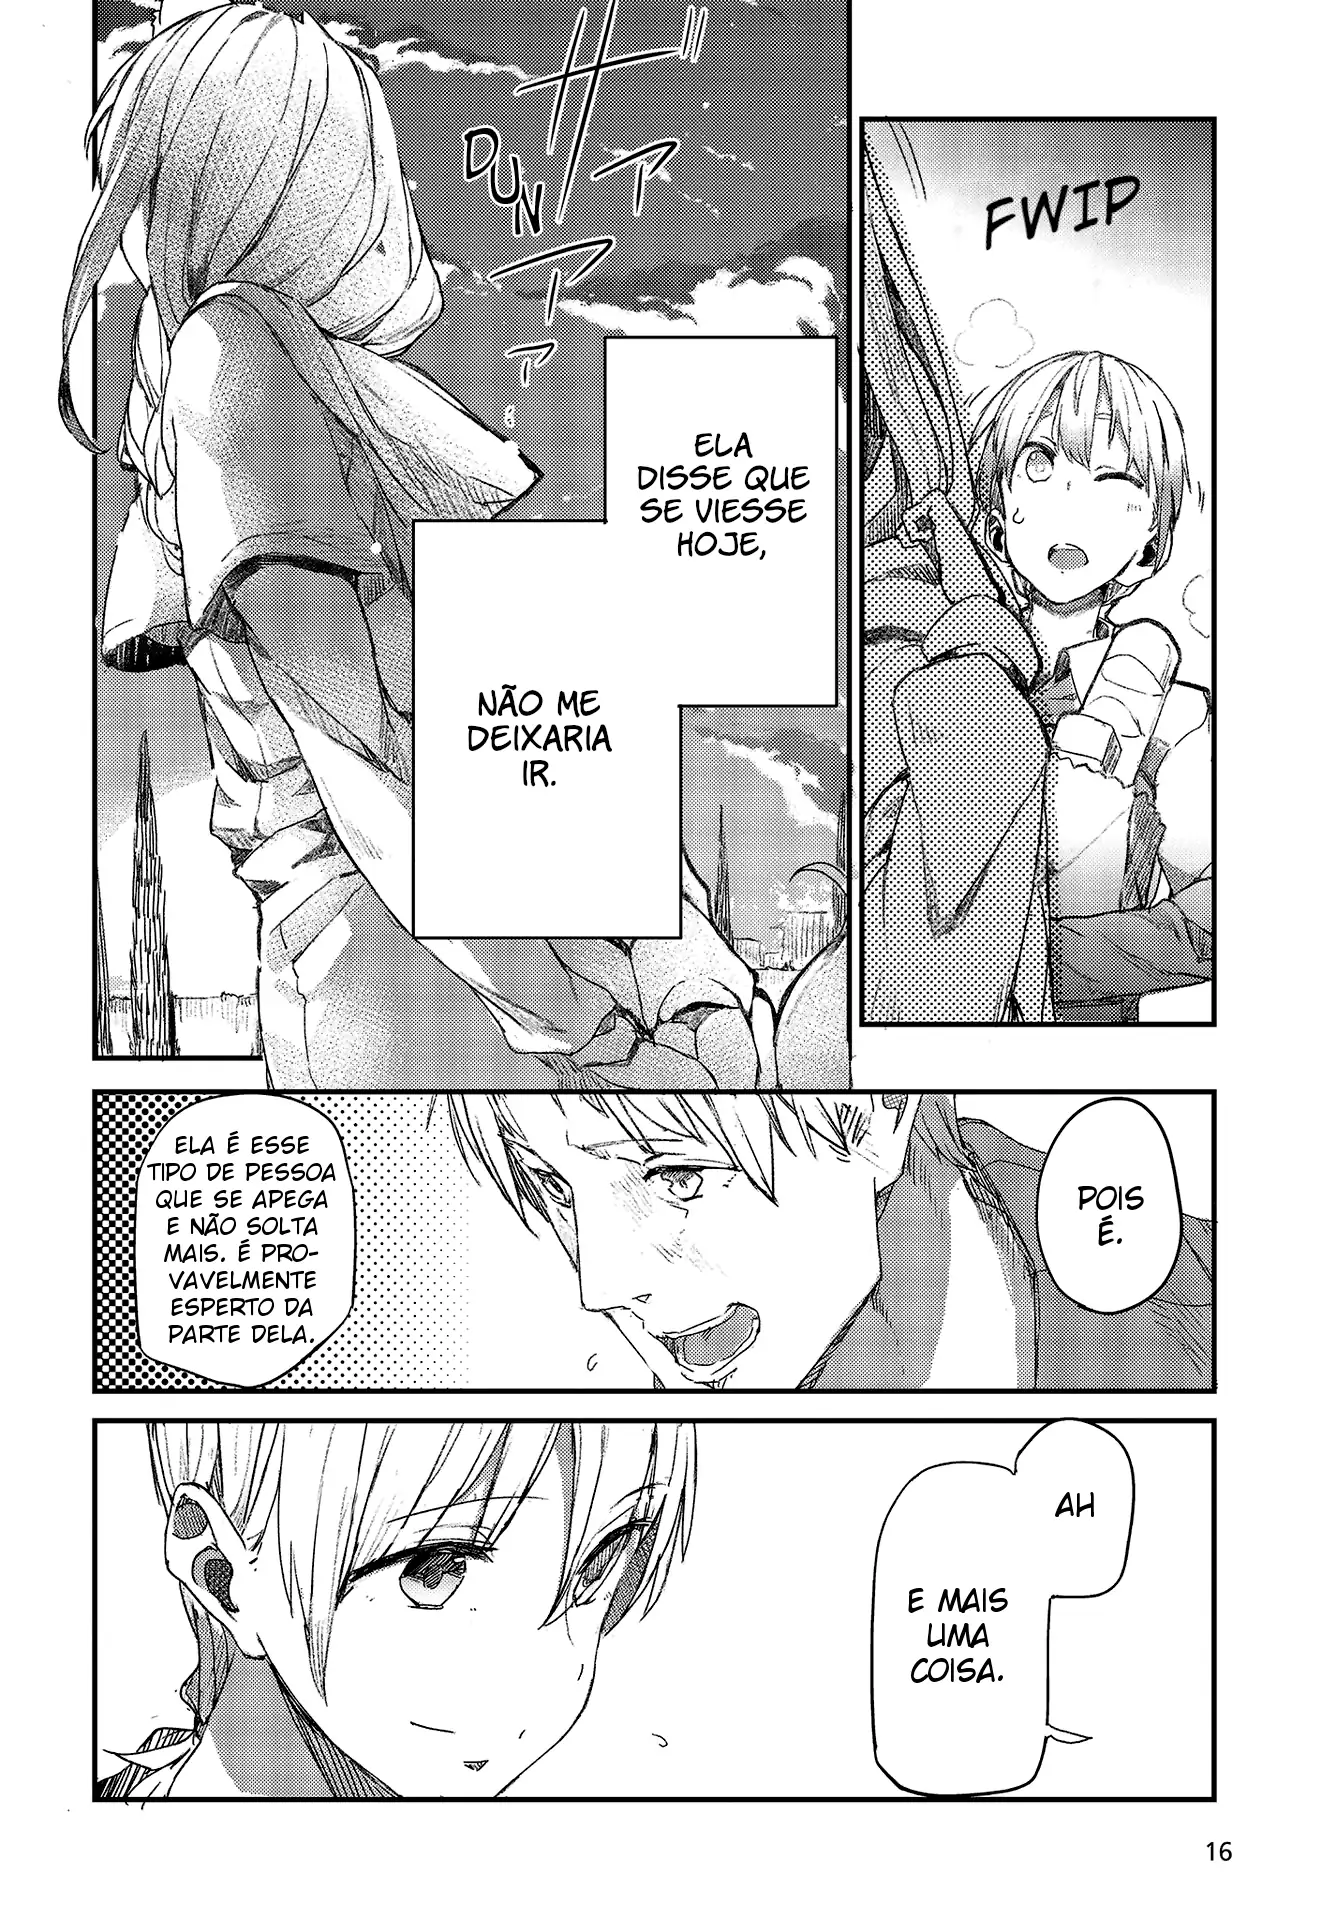 FWIP
ドアア
ア
DUN
ELA
DISSE QUE
SE VIESSE
HOJE,
NÃO ME
DEIXARIA
IR.
POIS
É.
ELA É ESSE
TIPO DE PESSOA
QUE SE APEGA
E NÃO SOLTA
MAIS. É PRO-
VAVELMENTE
ESPERTO DA
PARTE DELA.
AH
E MAIS
UMA
COISA.
16